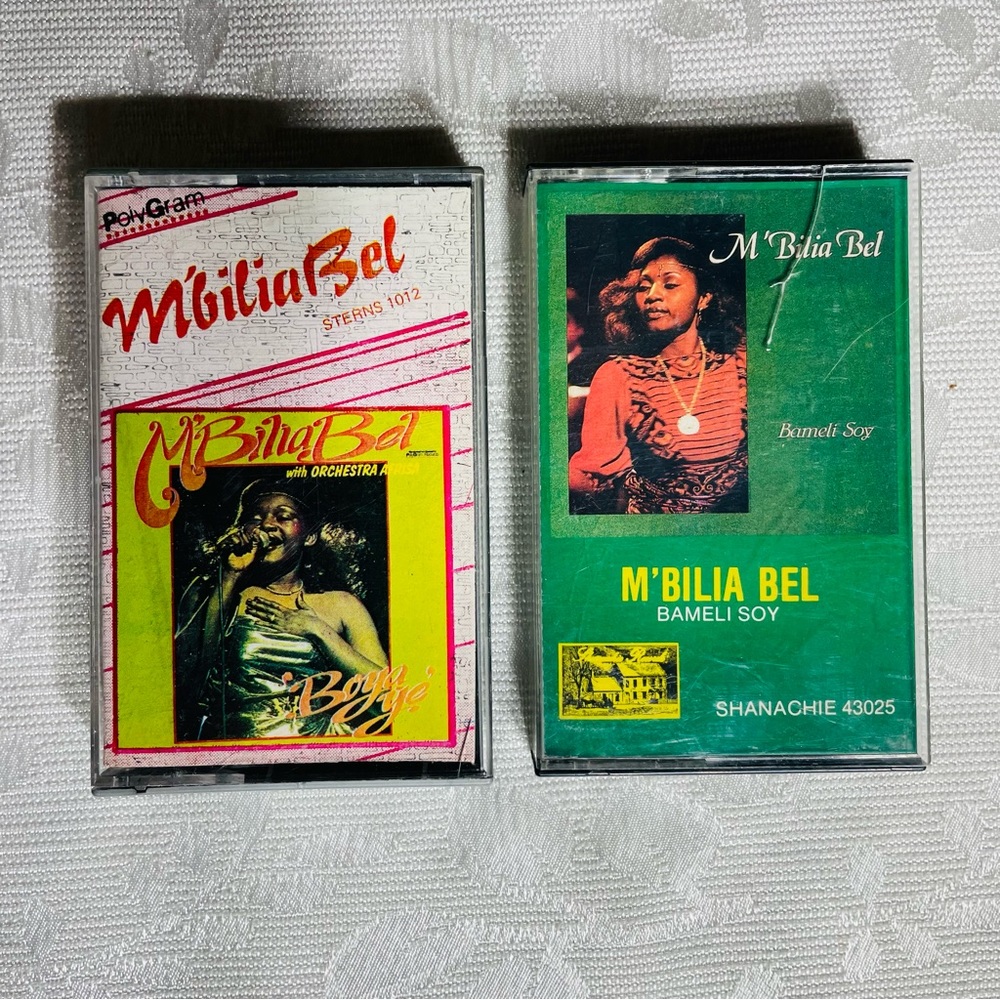 PolyGram
M'biliaBel
STERNS 1012
M'BiliaBel
with ORCHESTRA
Boya
yé
M'Bilia Bel
Bameli Soy
M'BILIA BEL
BAMELI SOY
SHANACHIE 43025